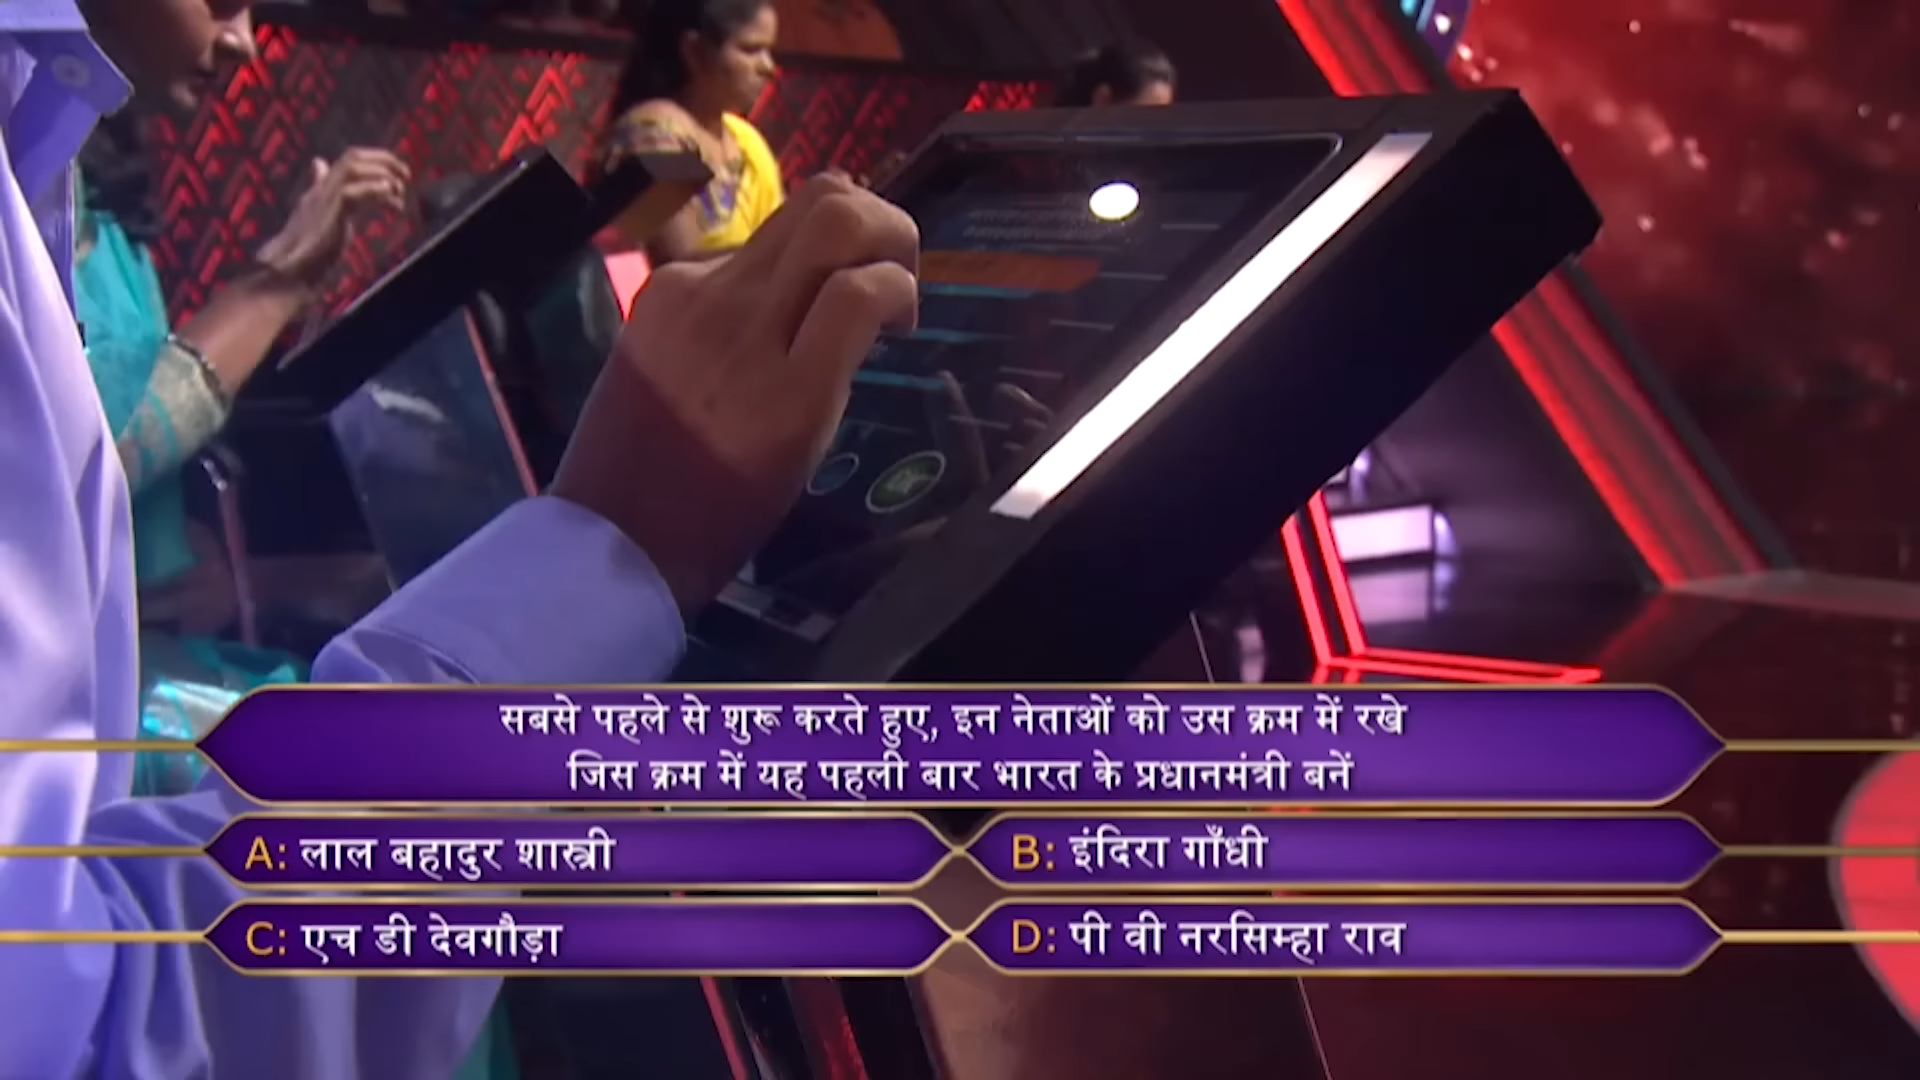 सबसे पहले से शुरू करते हुए, इन नेताओं को उस क्रम में रखे
जिस क्रम में यह पहली बार भारत के प्रधानमंत्री बनें
A: लाल बहादुर शास्त्री
B: इंदिरा गाँधी
C: एच डी देवगौड़ा
D: पी वी नरसिम्हा राव